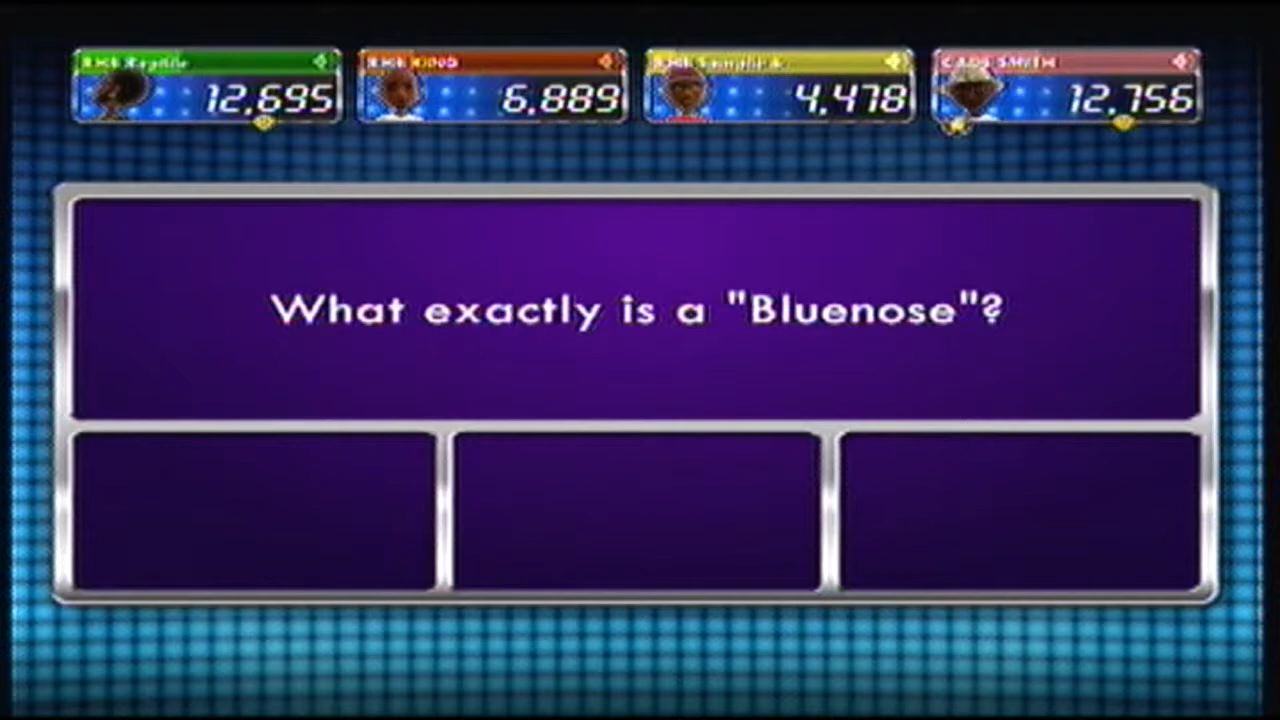 12,695
6,889
4,478
12,756
What exactly is a "Bluenose"?